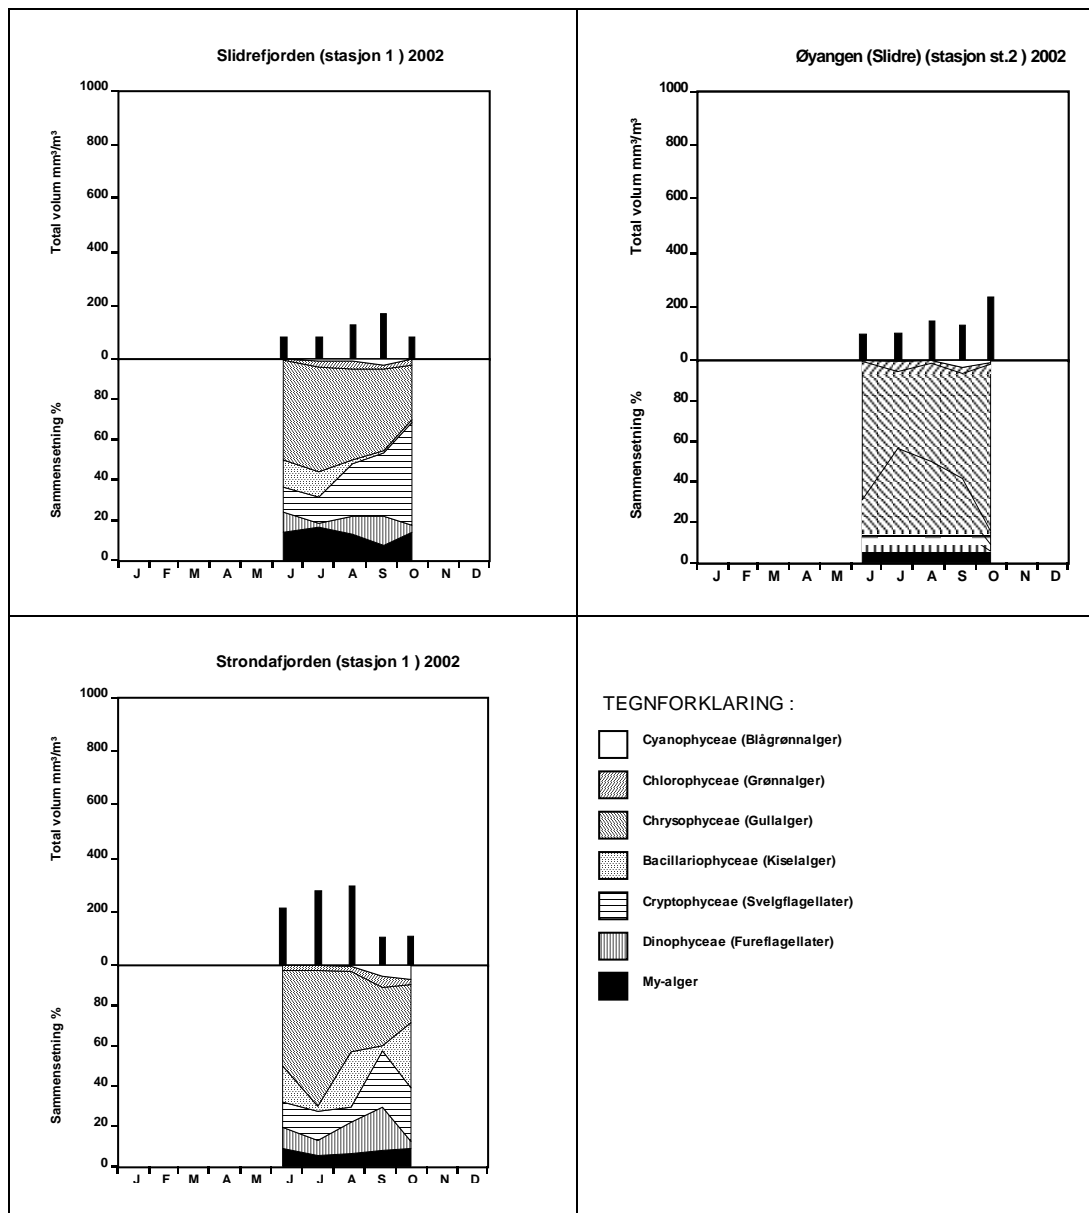 Slidrefjorden (stasjon 1 ) 2002
Total volum mm³/m³
1000
800
600
400
200
0
Sammensetning %
80
60
40
20
0
J F M A M J J A S O N D
Øyangen (Slidre) (stasjon st.2 ) 2002
Total volum mm³/m³
1000
800
600
400
200
0
Sammensetning %
80
60
40
20
0
J F M A M J J A S O N D
Strondafjorden (stasjon 1 ) 2002
Total volum mm³/m³
1000
800
600
400
200
0
Sammensetning %
80
60
40
20
0
J F M A M J J A S O N D
TEGNFORKLARING :
Cyanophyceae (Blågrønnalger)
Chlorophyceae (Grønnalger)
Chrysophyceae (Gullalger)
Bacillariophyceae (Kiselalger)
Cryptophyceae (Svelgflagellater)
Dinophyceae (Fureflagellater)
My-alger